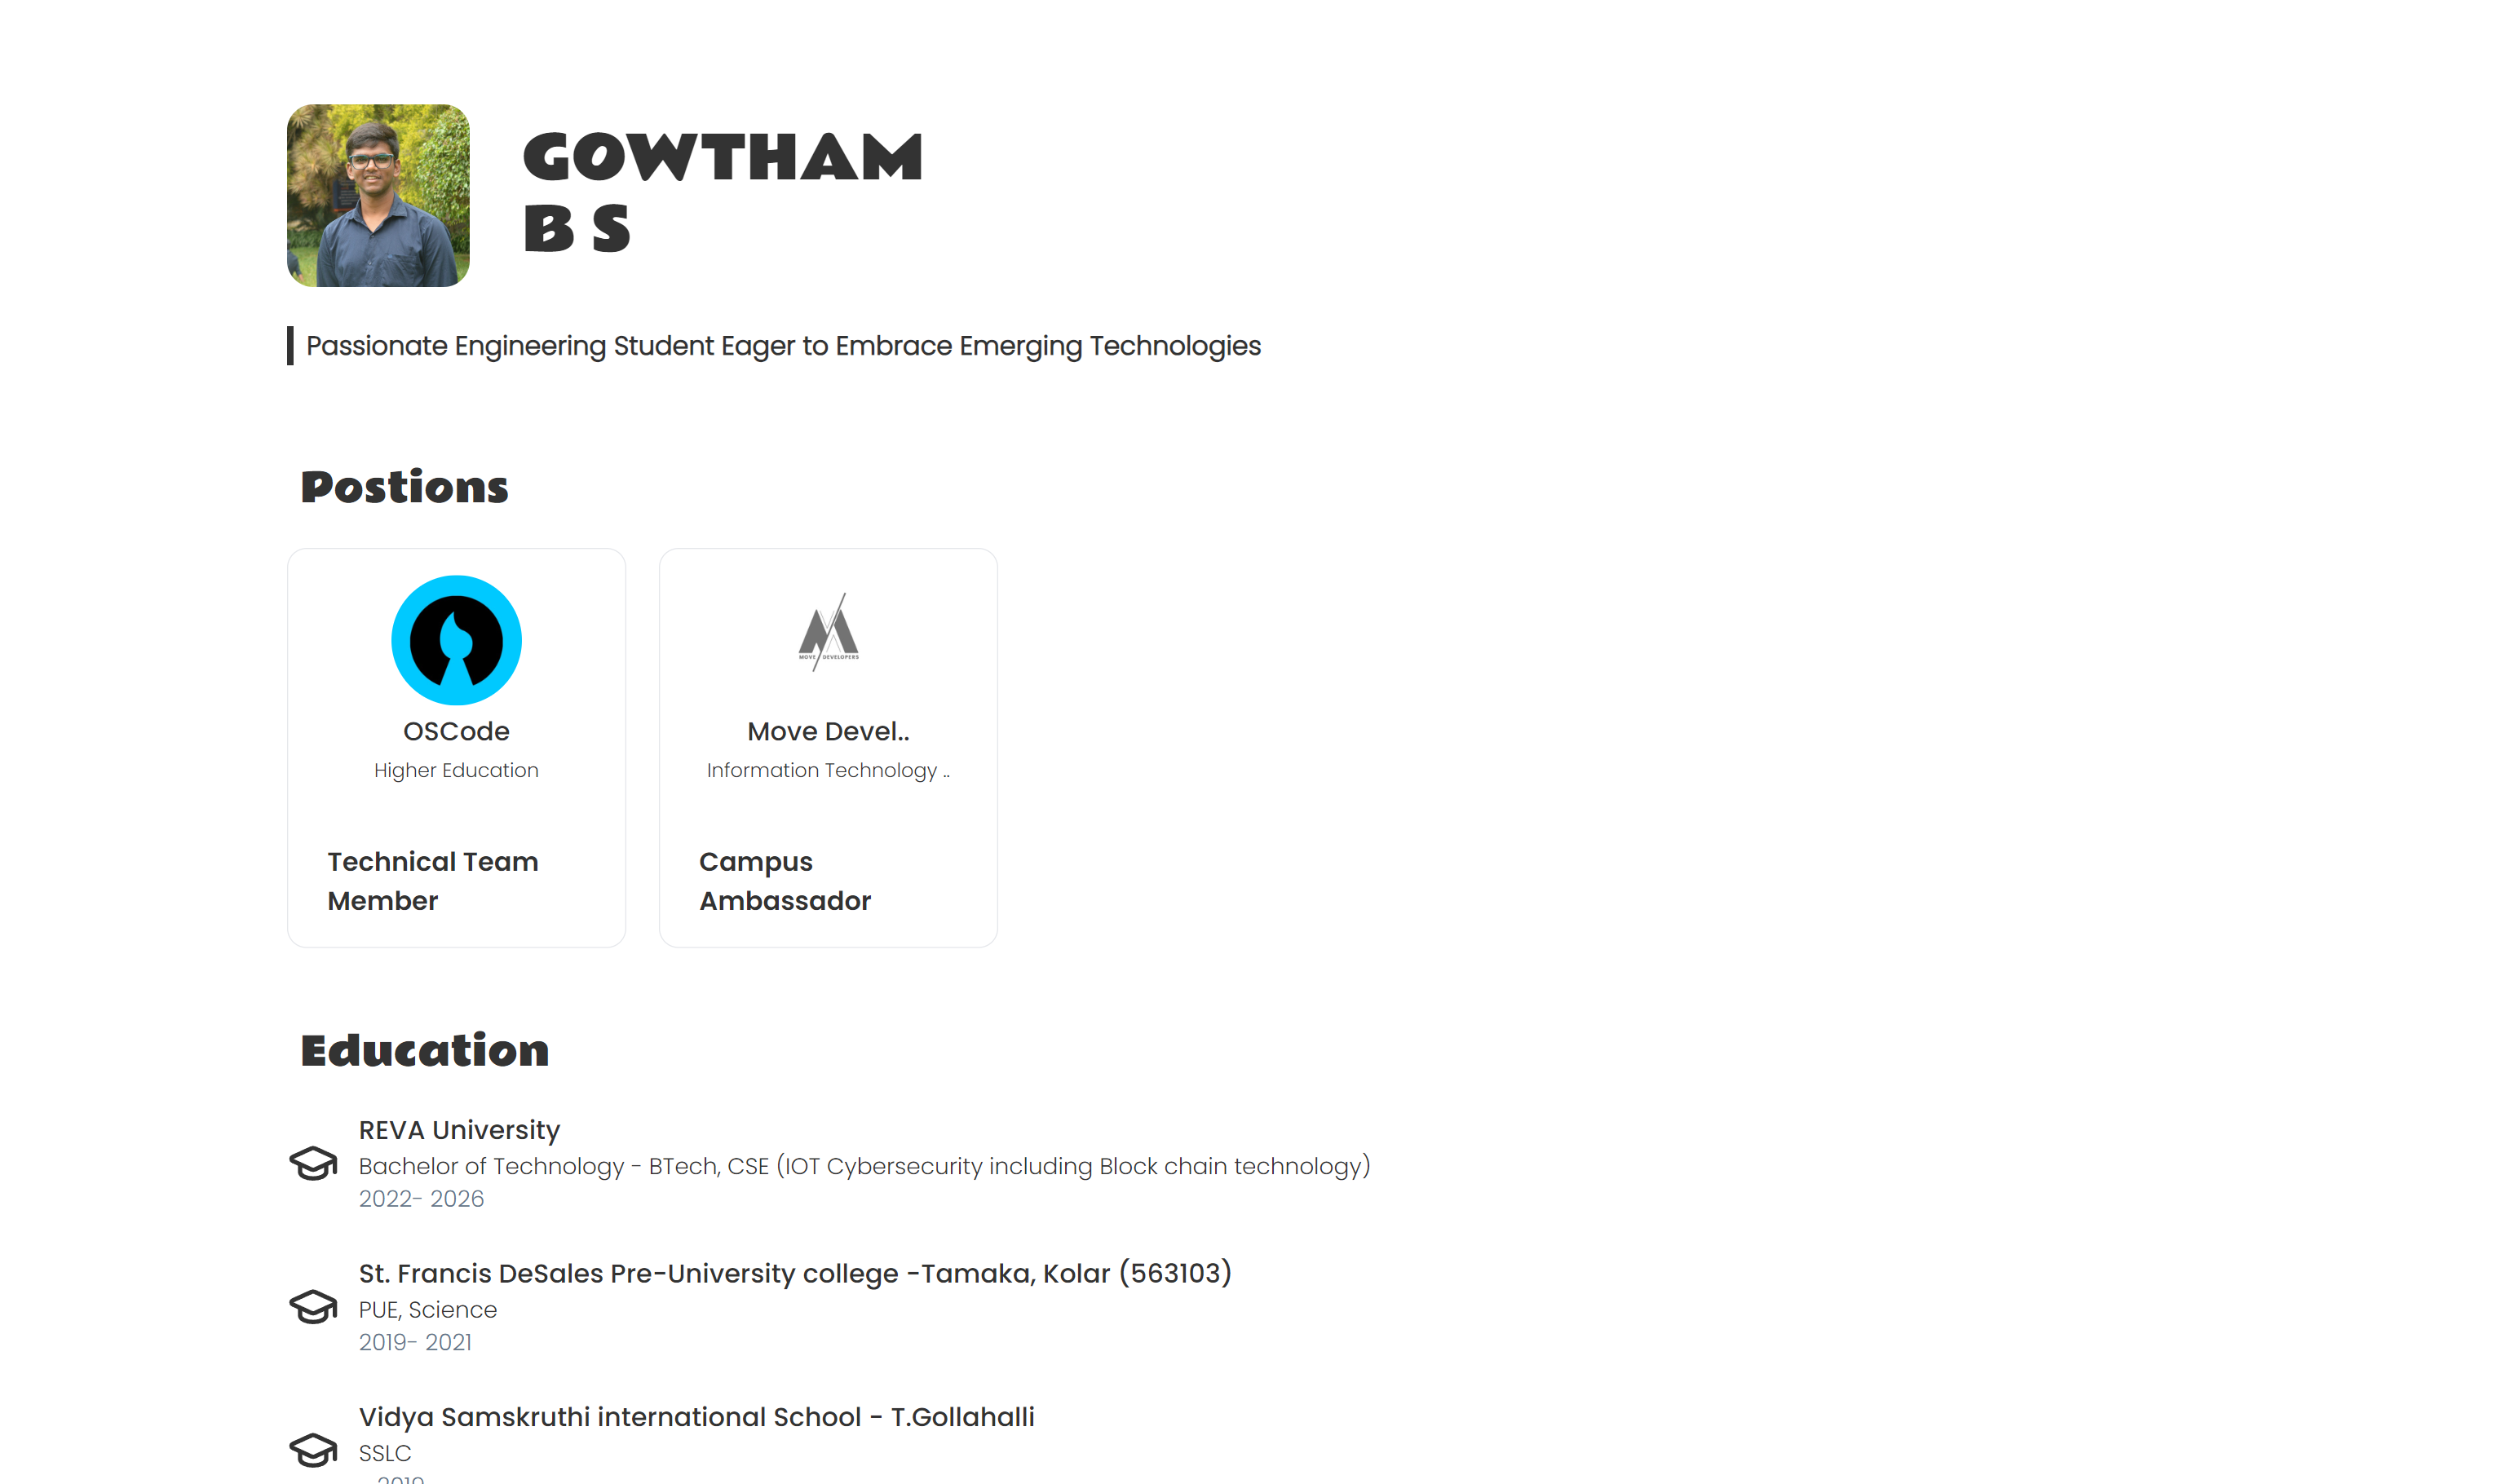 GOWTHAM
B S
Passionate Engineering Student Eager to Embrace Emerging Technologies
Postions
MOVE DEVELOPERS
OSCode
Move Devel..
Higher Education
Information Technology ..
Technical Team
Member
Campus
Ambassador
Education
REVA University
Bachelor of Technology - BTech, CSE (IOT Cybersecurity including Block chain technology)
2022- 2026
St. Francis DeSales Pre-University college -Tamaka, Kolar (563103)
PUE, Science
2019- 2021
Vidya Samskruthi international School - T.Gollahalli
SSLC
- 2019